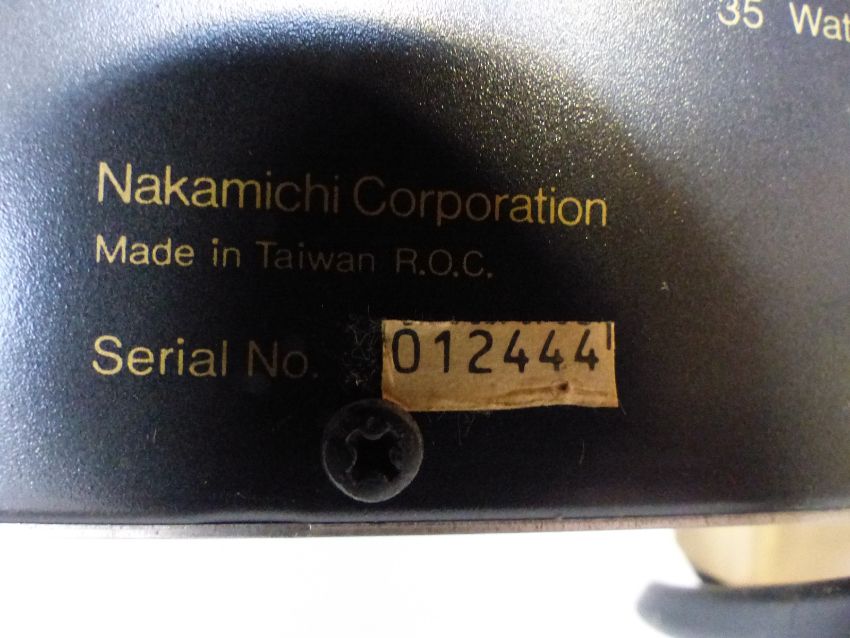 35 Wat
Nakamichi Corporation
Made in Taiwan R.O.C.
Serial No. 012444